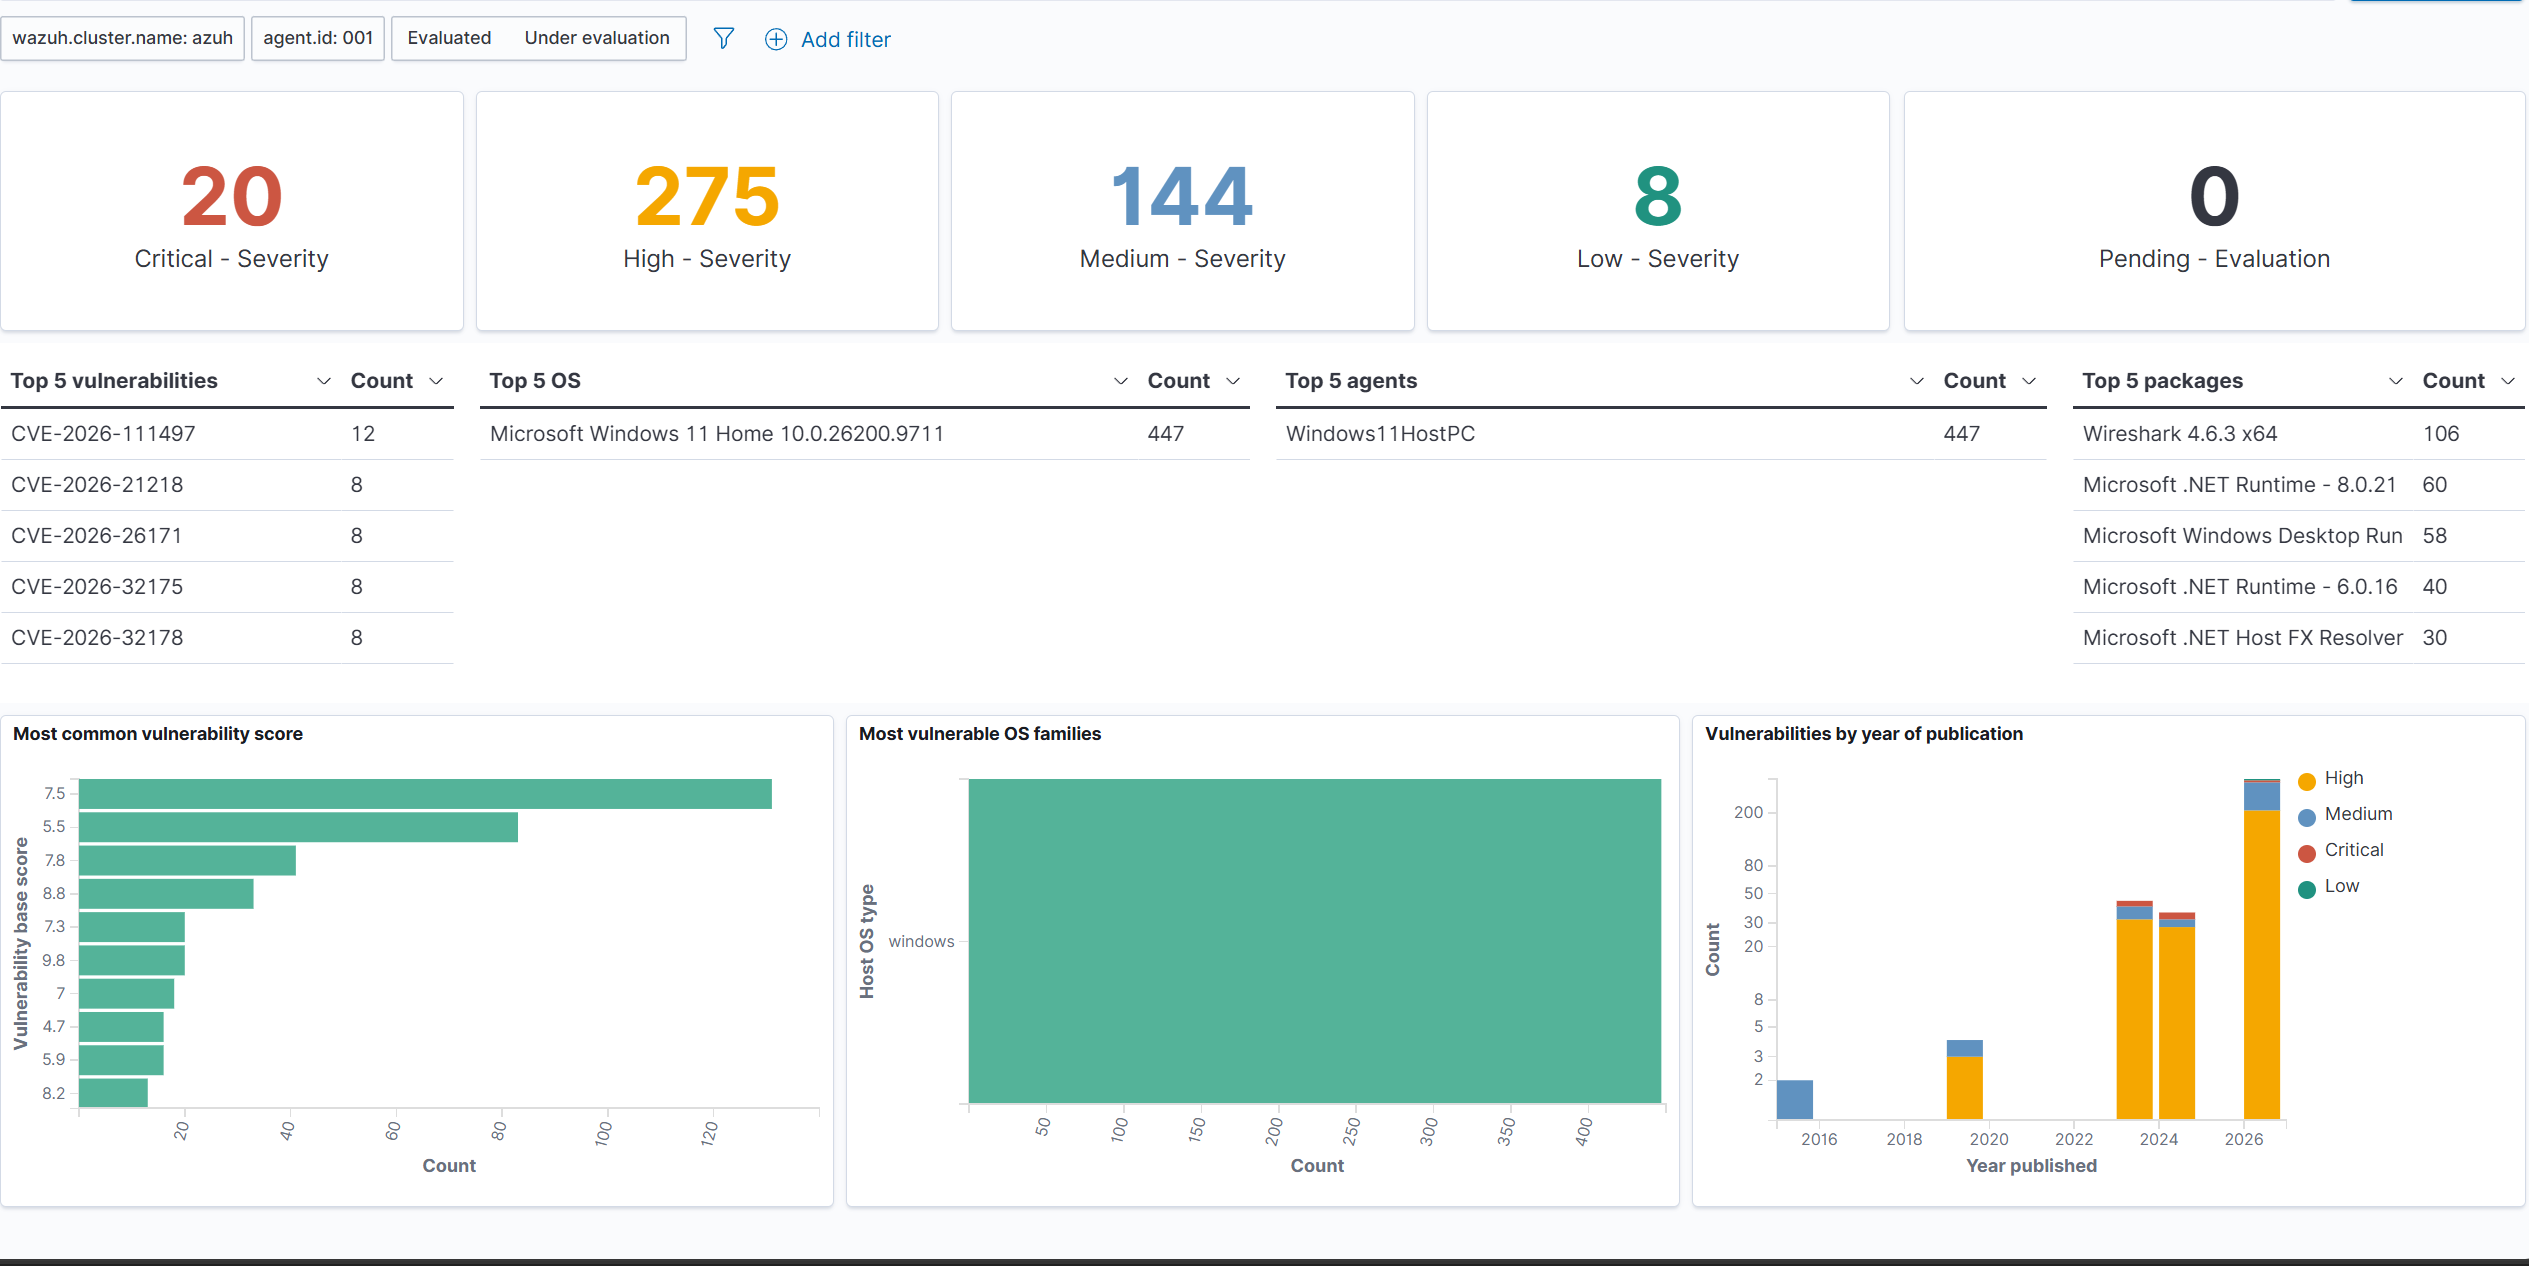 wazuh.cluster.name: azuh agent.id: 001 Evaluated Under evaluation Add filter
20 275 144 8 0
Critical - Severity High - Severity Medium - Severity Low - Severity Pending - Evaluation
Top 5 vulnerabilities Count
CVE-2026-111497 12
CVE-2026-21218 8
CVE-2026-26171 8
CVE-2026-32175 8
CVE-2026-32178 8
Top 5 OS Count
Microsoft Windows 11 Home 10.0.26200.9711 447
Top 5 agents Count
Windows11HostPC 447
Top 5 packages Count
Wireshark 4.6.3 x64 106
Microsoft .NET Runtime - 8.0.21 60
Microsoft Windows Desktop Run 58
Microsoft .NET Runtime - 6.0.16 40
Microsoft .NET Host FX Resolver 30
Most common vulnerability score
Vulnerability base score
7.5
5.5
7.8
8.8
7.3
9.8
7
4.7
5.9
8.2
20 40 60 80 100 120
Count
Most vulnerable OS families
Host OS type
windows
50 100 150 200 250 300 350 400
Count
Vulnerabilities by year of publication
Count
200
80
50
30
20
8
5
3
2
2016 2018 2020 2022 2024 2026
Year published
High
Medium
Critical
Low